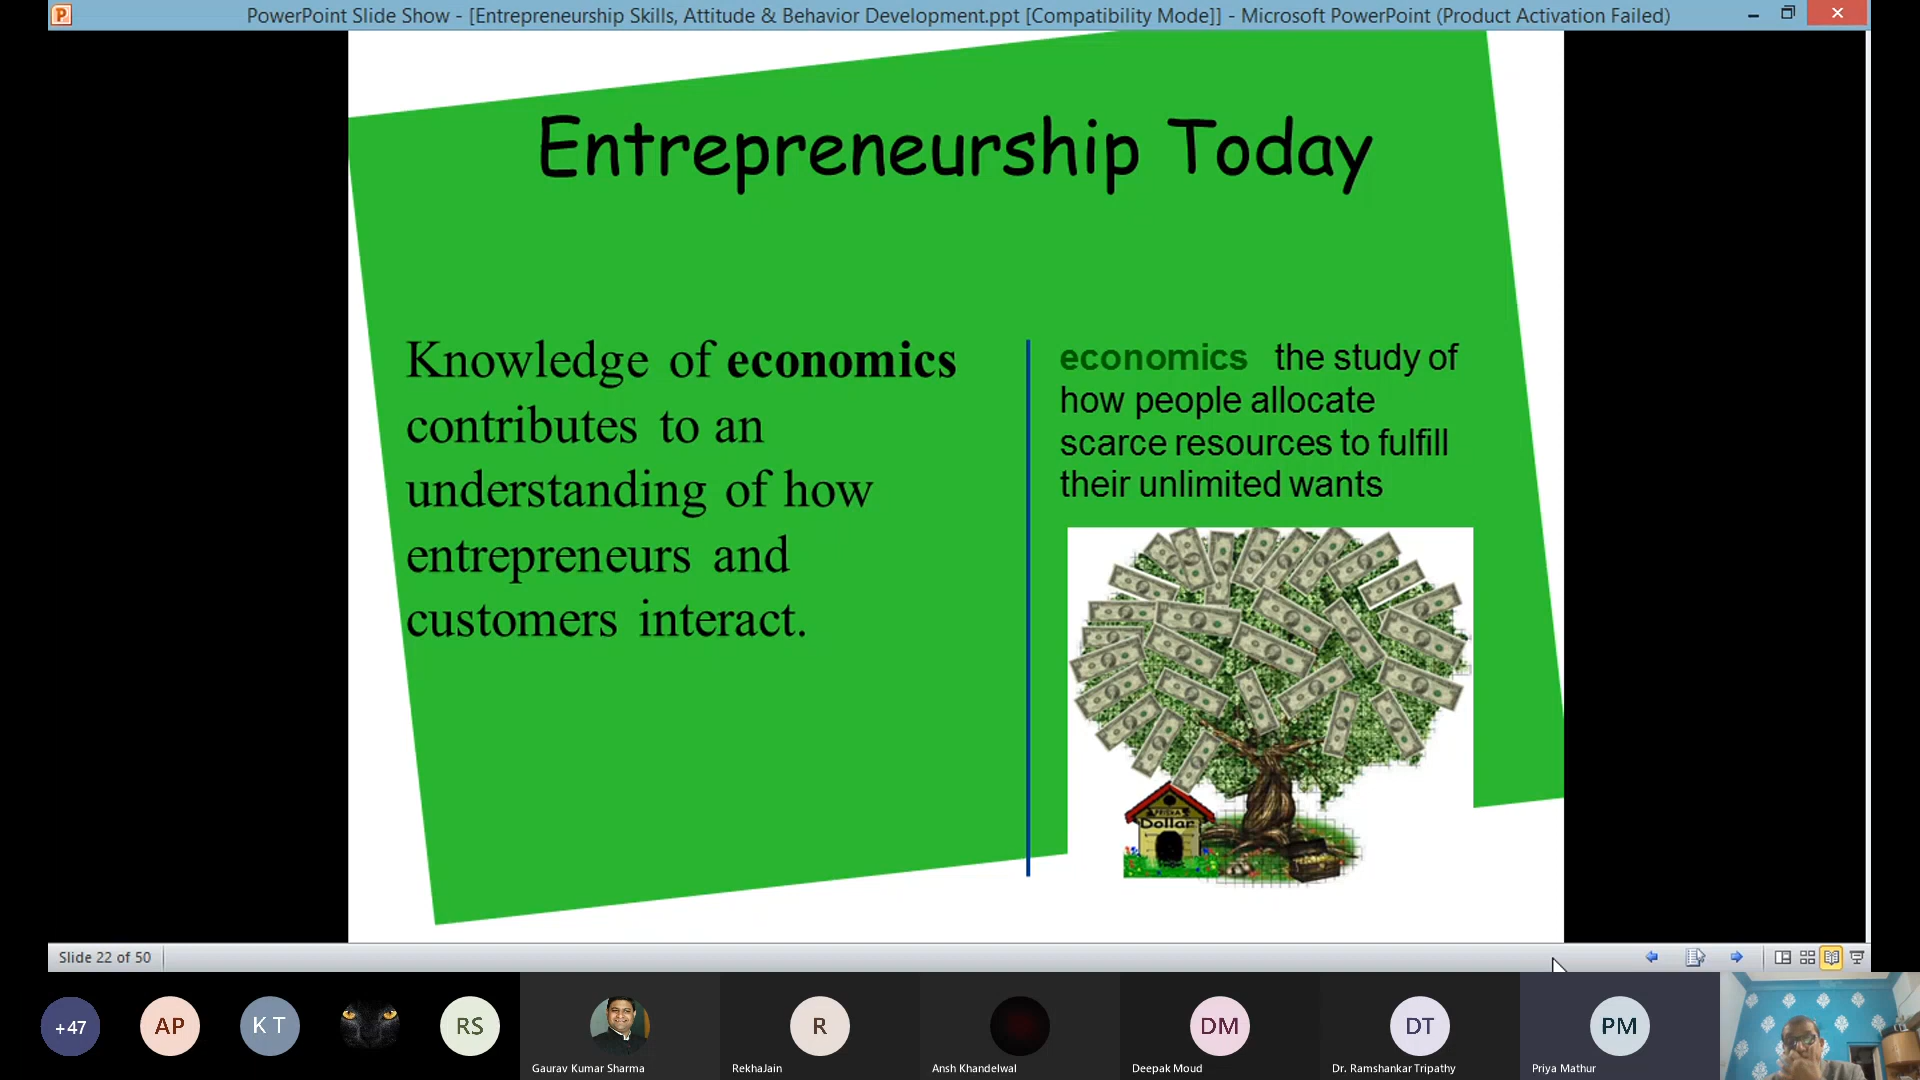 PowerPoint Slide Show - [Entrepreneurship Skills, Attitude & Behavior Development.ppt [Compatibility Mode]] - Microsoft PowerPoint (Product Activation Failed)
Entrepreneurship Today
Knowledge of economics
contributes to an
understanding of how
entrepreneurs and
customers interact.
economics the study of
how people allocate
scarce resources to fulfill
their unlimited wants
Dollar
Slide 22 of 50
+47
AP
K T
RS
R
DM
DT
PM
Gaurav Kumar Sharma
RekhaJain
Ansh Khandelwal
Deepak Moud
Dr. Ramshankar Tripathy
Priya Mathur